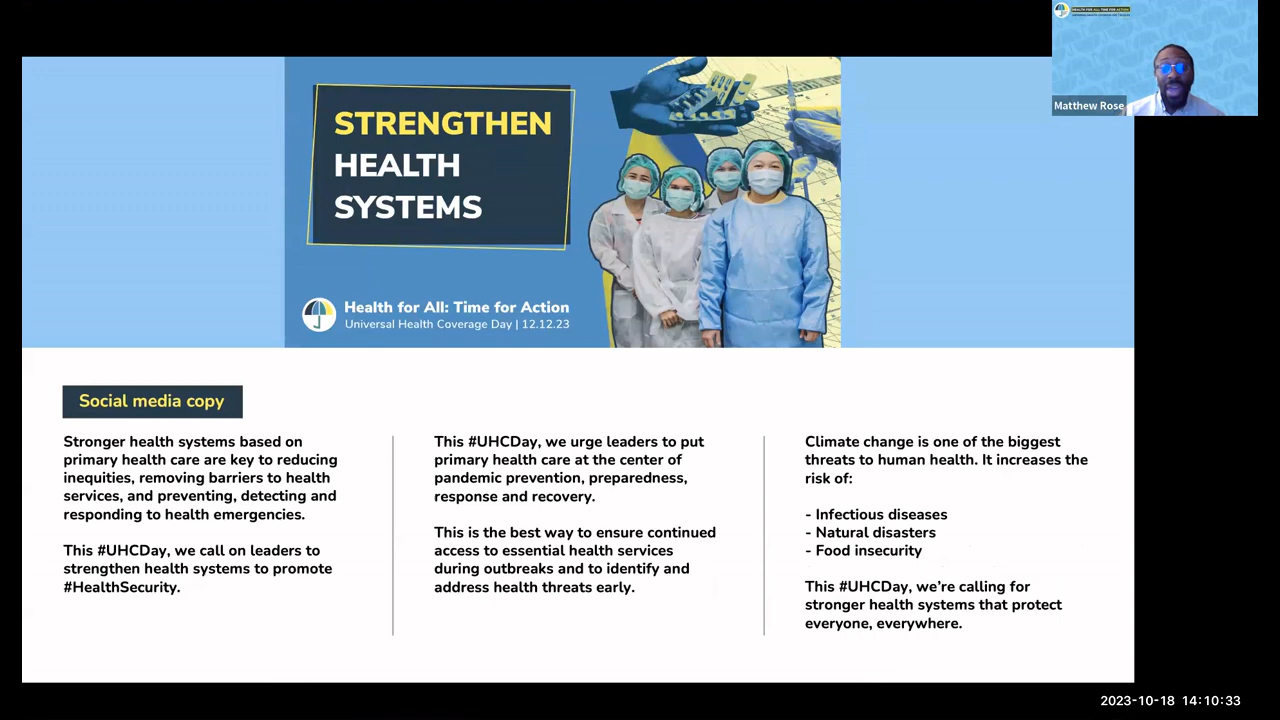 HEALTH FOR ALL: TIME FOR ACTION
Matthew Rose
STRENGTHEN
HEALTH
SYSTEMS
Health for All: Time for Action
Universal Health Coverage Day | 12.12.23
Social media copy
Stronger health systems based on
primary health care are key to reducing
inequities, removing barriers to health
services, and preventing, detecting and
responding to health emergencies.
This #UHCDay, we call on leaders to
strengthen health systems to promote
#HealthSecurity.
This #UHCDay, we urge leaders to put
primary health care at the center of
pandemic prevention, preparedness,
response and recovery.
This is the best way to ensure continued
access to essential health services
during outbreaks and to identify and
address health threats early.
Climate change is one of the biggest
threats to human health. It increases the
risk of:
- Infectious diseases
- Natural disasters
- Food insecurity
This #UHCDay, we’re calling for
stronger health systems that protect
everyone, everywhere.
2023-10-18 14:10:33